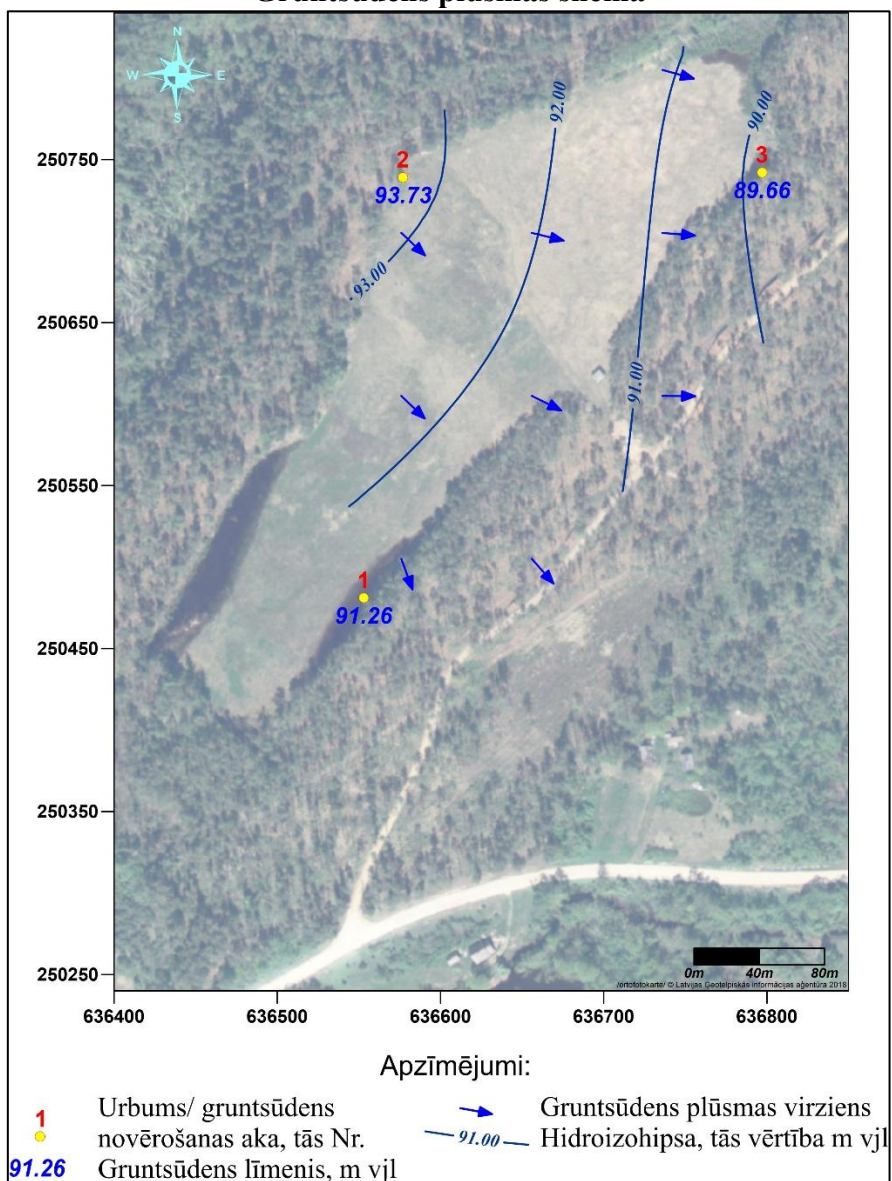 Gruntsūdens plūsmas shēma
N
W E
S
92.00
90.00
250750
2
93.73
3
89.66
93.00
250650
91.00
250550
1
91.26
250450
250350
250250
0m 40m 80m
/ortofotokarte/ © Latvijas Ģeotelpiskās informācijas aģentūra 2018
636400 636500 636600 636700 636800
Apzīmējumi:
1 Urbums/ gruntsūdens
novērošanas aka, tās Nr.
91.26 Gruntsūdens līmenis, m vjl
Gruntsūdens plūsmas virziens
91.00 Hidroizohipsa, tās vērtība m vjl